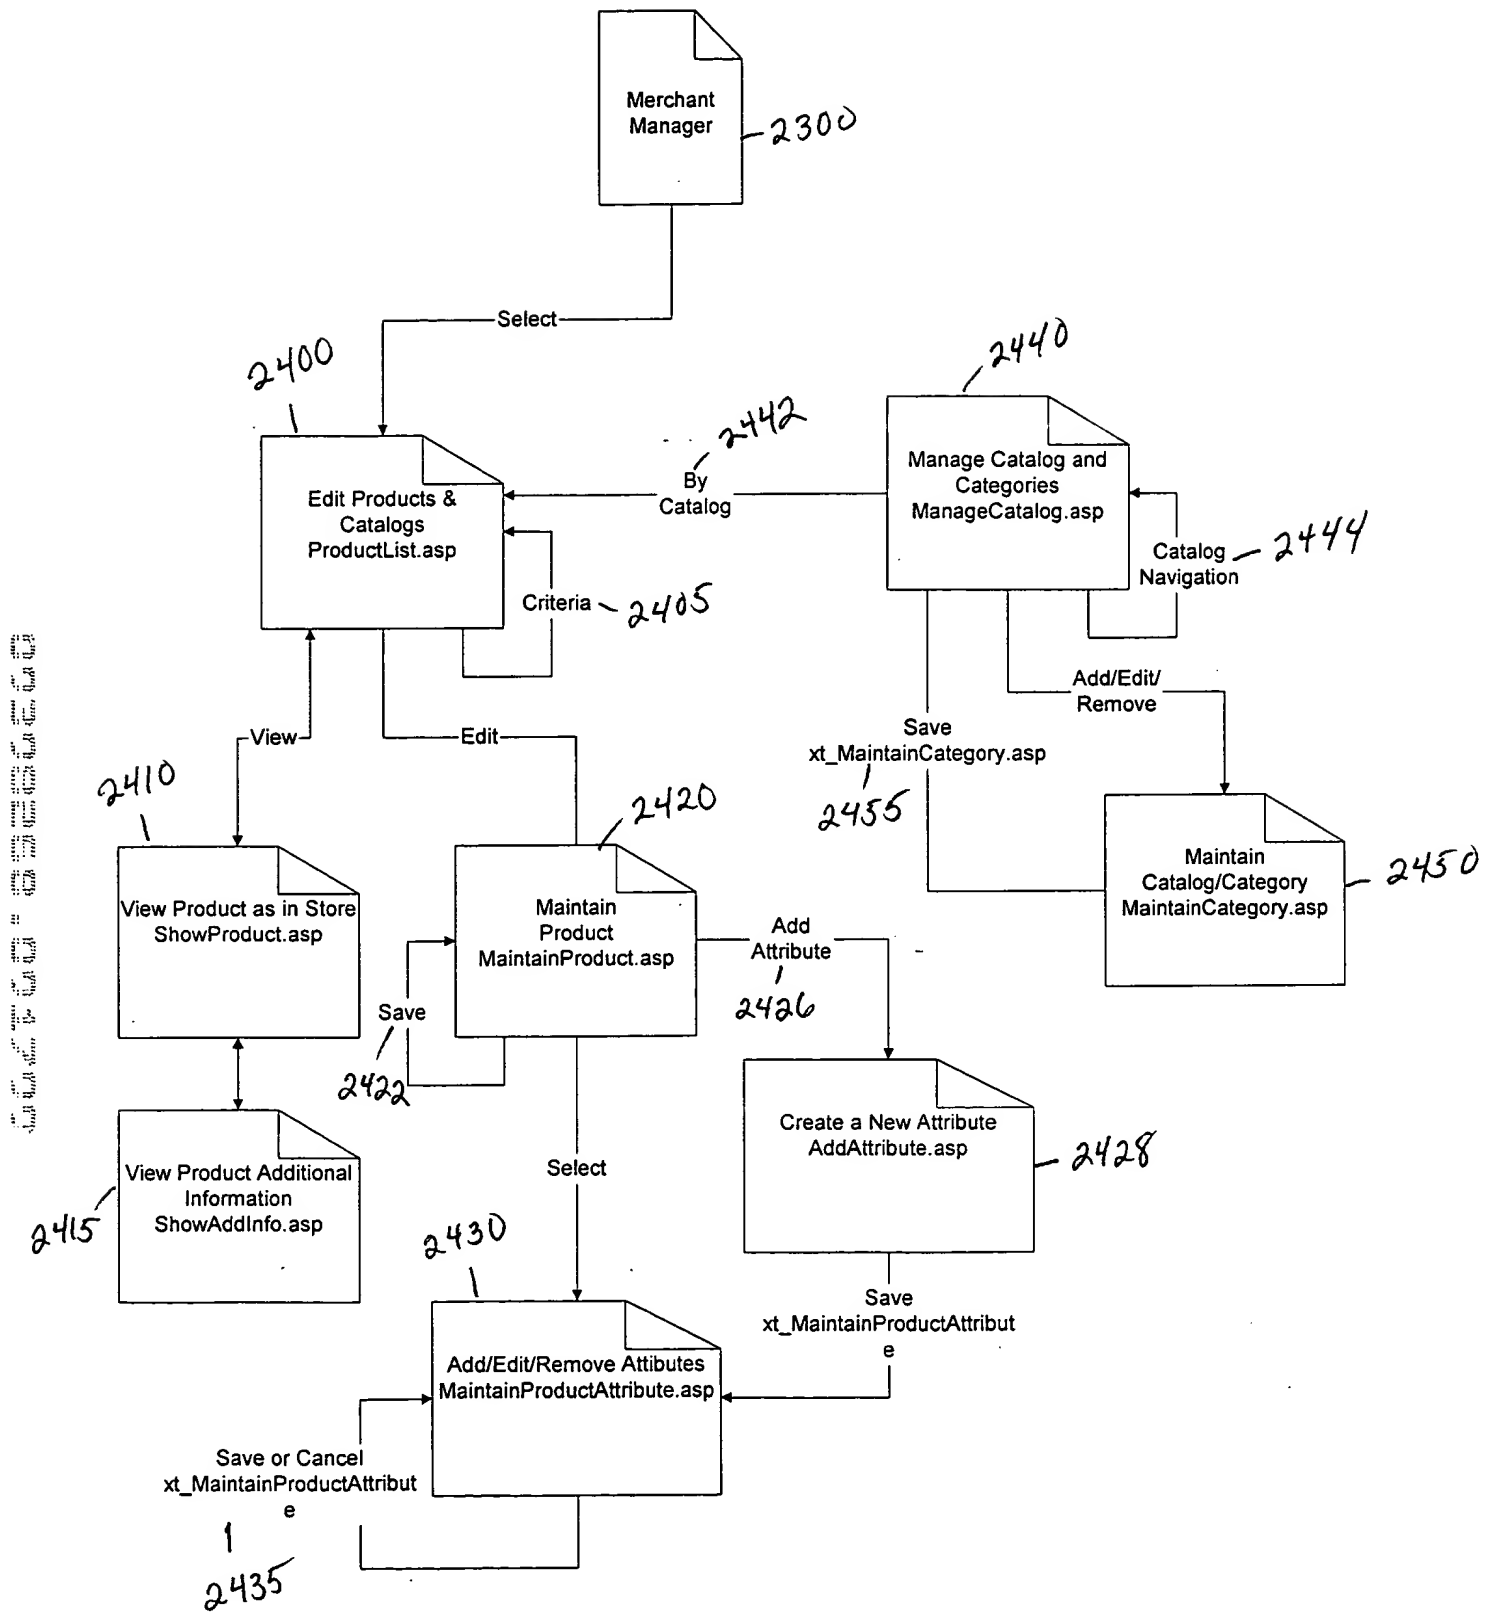 Merchant
Manager
2300
Select
2400
2440
2442
By
Catalog
Manage Catalog and
Categories
ManageCatalog.asp
Edit Products &
Catalogs
ProductList.asp
Catalog
Navigation
2444
Criteria
2405
Add/Edit/
Remove
Save
xt_MaintainCategory.asp
2455
View
Edit
2410
2420
Maintain
Catalog/Category
MaintainCategory.asp
2450
View Product as in Store
ShowProduct.asp
Maintain
Product
MaintainProduct.asp
Add
Attribute
2426
Save
2422
Create a New Attribute
AddAttribute.asp
2428
View Product Additional
Information
ShowAddInfo.asp
2415
Select
2430
Save
xt_MaintainProductAttribut
e
Add/Edit/Remove Attibutes
MaintainProductAttribute.asp
Save or Cancel
xt_MaintainProductAttribut
e
2435